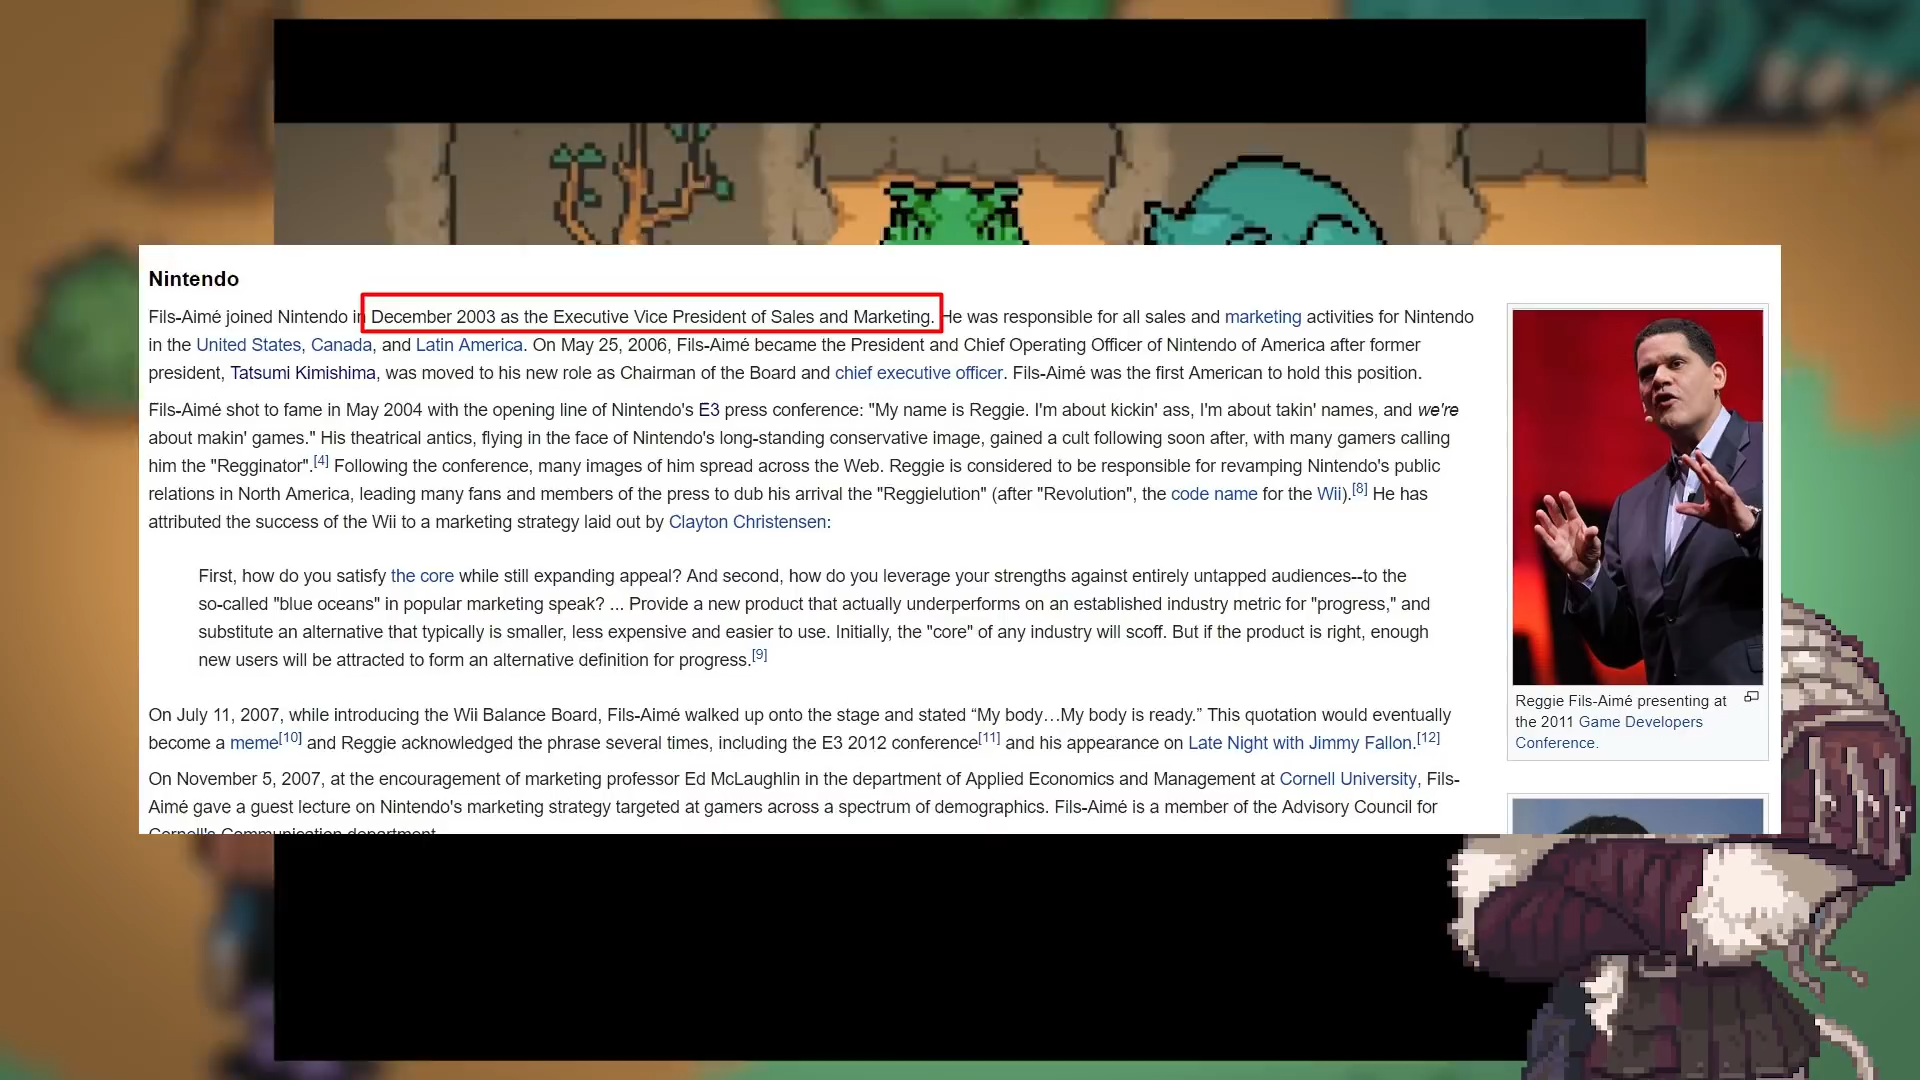 Nintendo
Fils-Aimé joined Nintendo in December 2003 as the Executive Vice President of Sales and Marketing. He was responsible for all sales and marketing activities for Nintendo
in the United States, Canada, and Latin America. On May 25, 2006, Fils-Aimé became the President and Chief Operating Officer of Nintendo of America after former
president, Tatsumi Kimishima, was moved to his new role as Chairman of the Board and chief executive officer. Fils-Aimé was the first American to hold this position.
Fils-Aimé shot to fame in May 2004 with the opening line of Nintendo's E3 press conference: "My name is Reggie. I'm about kickin' ass, I'm about takin' names, and we're
about makin' games." His theatrical antics, flying in the face of Nintendo's long-standing conservative image, gained a cult following soon after, with many gamers calling
him the "Regginator".[4] Following the conference, many images of him spread across the Web. Reggie is considered to be responsible for revamping Nintendo's public
relations in North America, leading many fans and members of the press to dub his arrival the "Reggielution" (after "Revolution", the code name for the Wii).[8] He has
attributed the success of the Wii to a marketing strategy laid out by Clayton Christensen:
First, how do you satisfy the core while still expanding appeal? And second, how do you leverage your strengths against entirely untapped audiences--to the
so-called "blue oceans" in popular marketing speak? ... Provide a new product that actually underperforms on an established industry metric for "progress," and
substitute an alternative that typically is smaller, less expensive and easier to use. Initially, the "core" of any industry will scoff. But if the product is right, enough
new users will be attracted to form an alternative definition for progress.[9]
On July 11, 2007, while introducing the Wii Balance Board, Fils-Aimé walked up onto the stage and stated “My body…My body is ready.” This quotation would eventually
become a meme[10] and Reggie acknowledged the phrase several times, including the E3 2012 conference[11] and his appearance on Late Night with Jimmy Fallon.[12]
On November 5, 2007, at the encouragement of marketing professor Ed McLaughlin in the department of Applied Economics and Management at Cornell University, Fils-
Aimé gave a guest lecture on Nintendo's marketing strategy targeted at gamers across a spectrum of demographics. Fils-Aimé is a member of the Advisory Council for
Cornell's Communication department.
Reggie Fils-Aimé presenting at
the 2011 Game Developers
Conference.